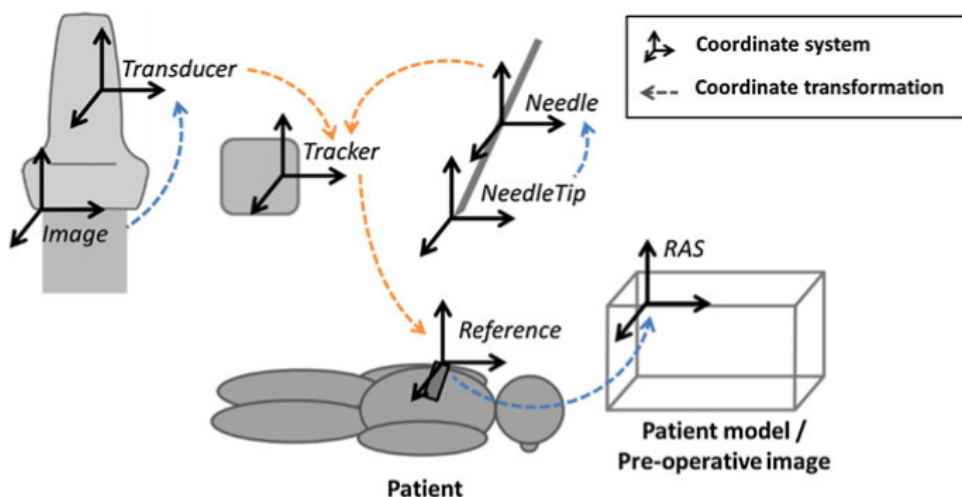 Transducer
Image
Tracker
Needle
NeedleTip
Coordinate system
Coordinate transformation
RAS
Reference
Patient model /
Pre-operative image
Patient